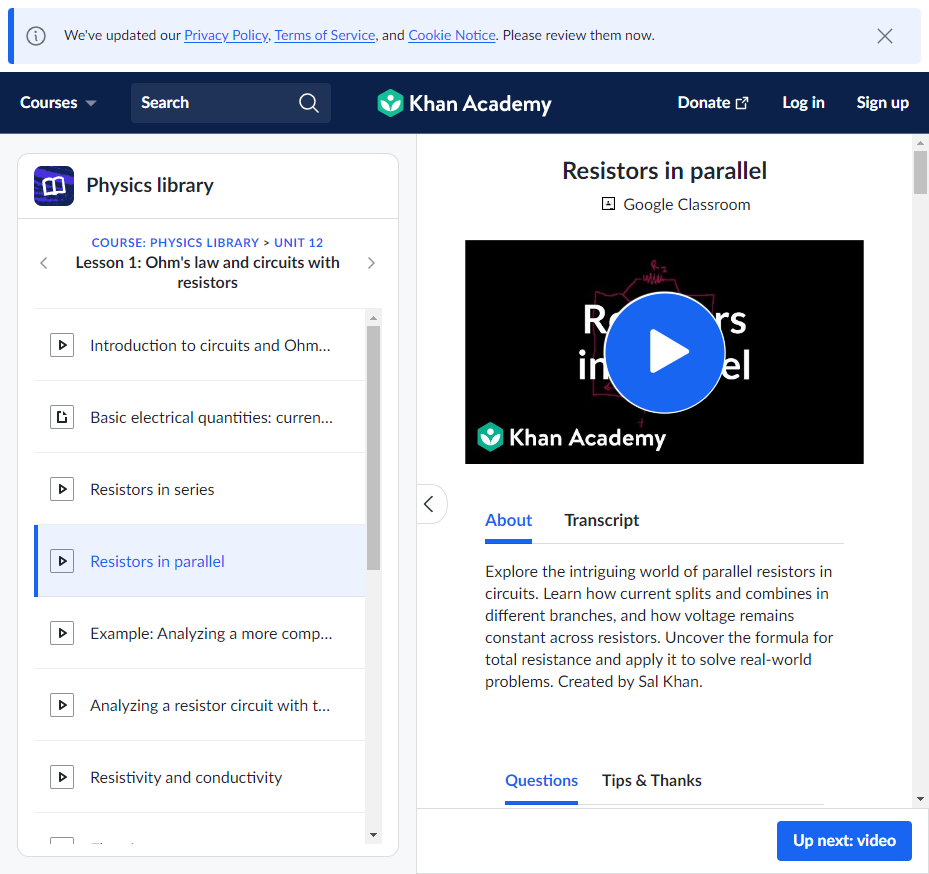 We've updated our Privacy Policy, Terms of Service, and Cookie Notice. Please review them now.
Courses
Search
Khan Academy
Donate
Log in
Sign up
Physics library
COURSE: PHYSICS LIBRARY > UNIT 12
Lesson 1: Ohm's law and circuits with
resistors
Introduction to circuits and Ohm...
Basic electrical quantities: curren...
Resistors in series
Resistors in parallel
Example: Analyzing a more comp...
Analyzing a resistor circuit with t...
Resistivity and conductivity
Resistors in parallel
Google Classroom
R2
Khan Academy
About
Transcript
Explore the intriguing world of parallel resistors in
circuits. Learn how current splits and combines in
different branches, and how voltage remains
constant across resistors. Uncover the formula for
total resistance and apply it to solve real-world
problems. Created by Sal Khan.
Questions
Tips & Thanks
Up next: video